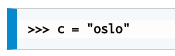 >>> c = "oslo"